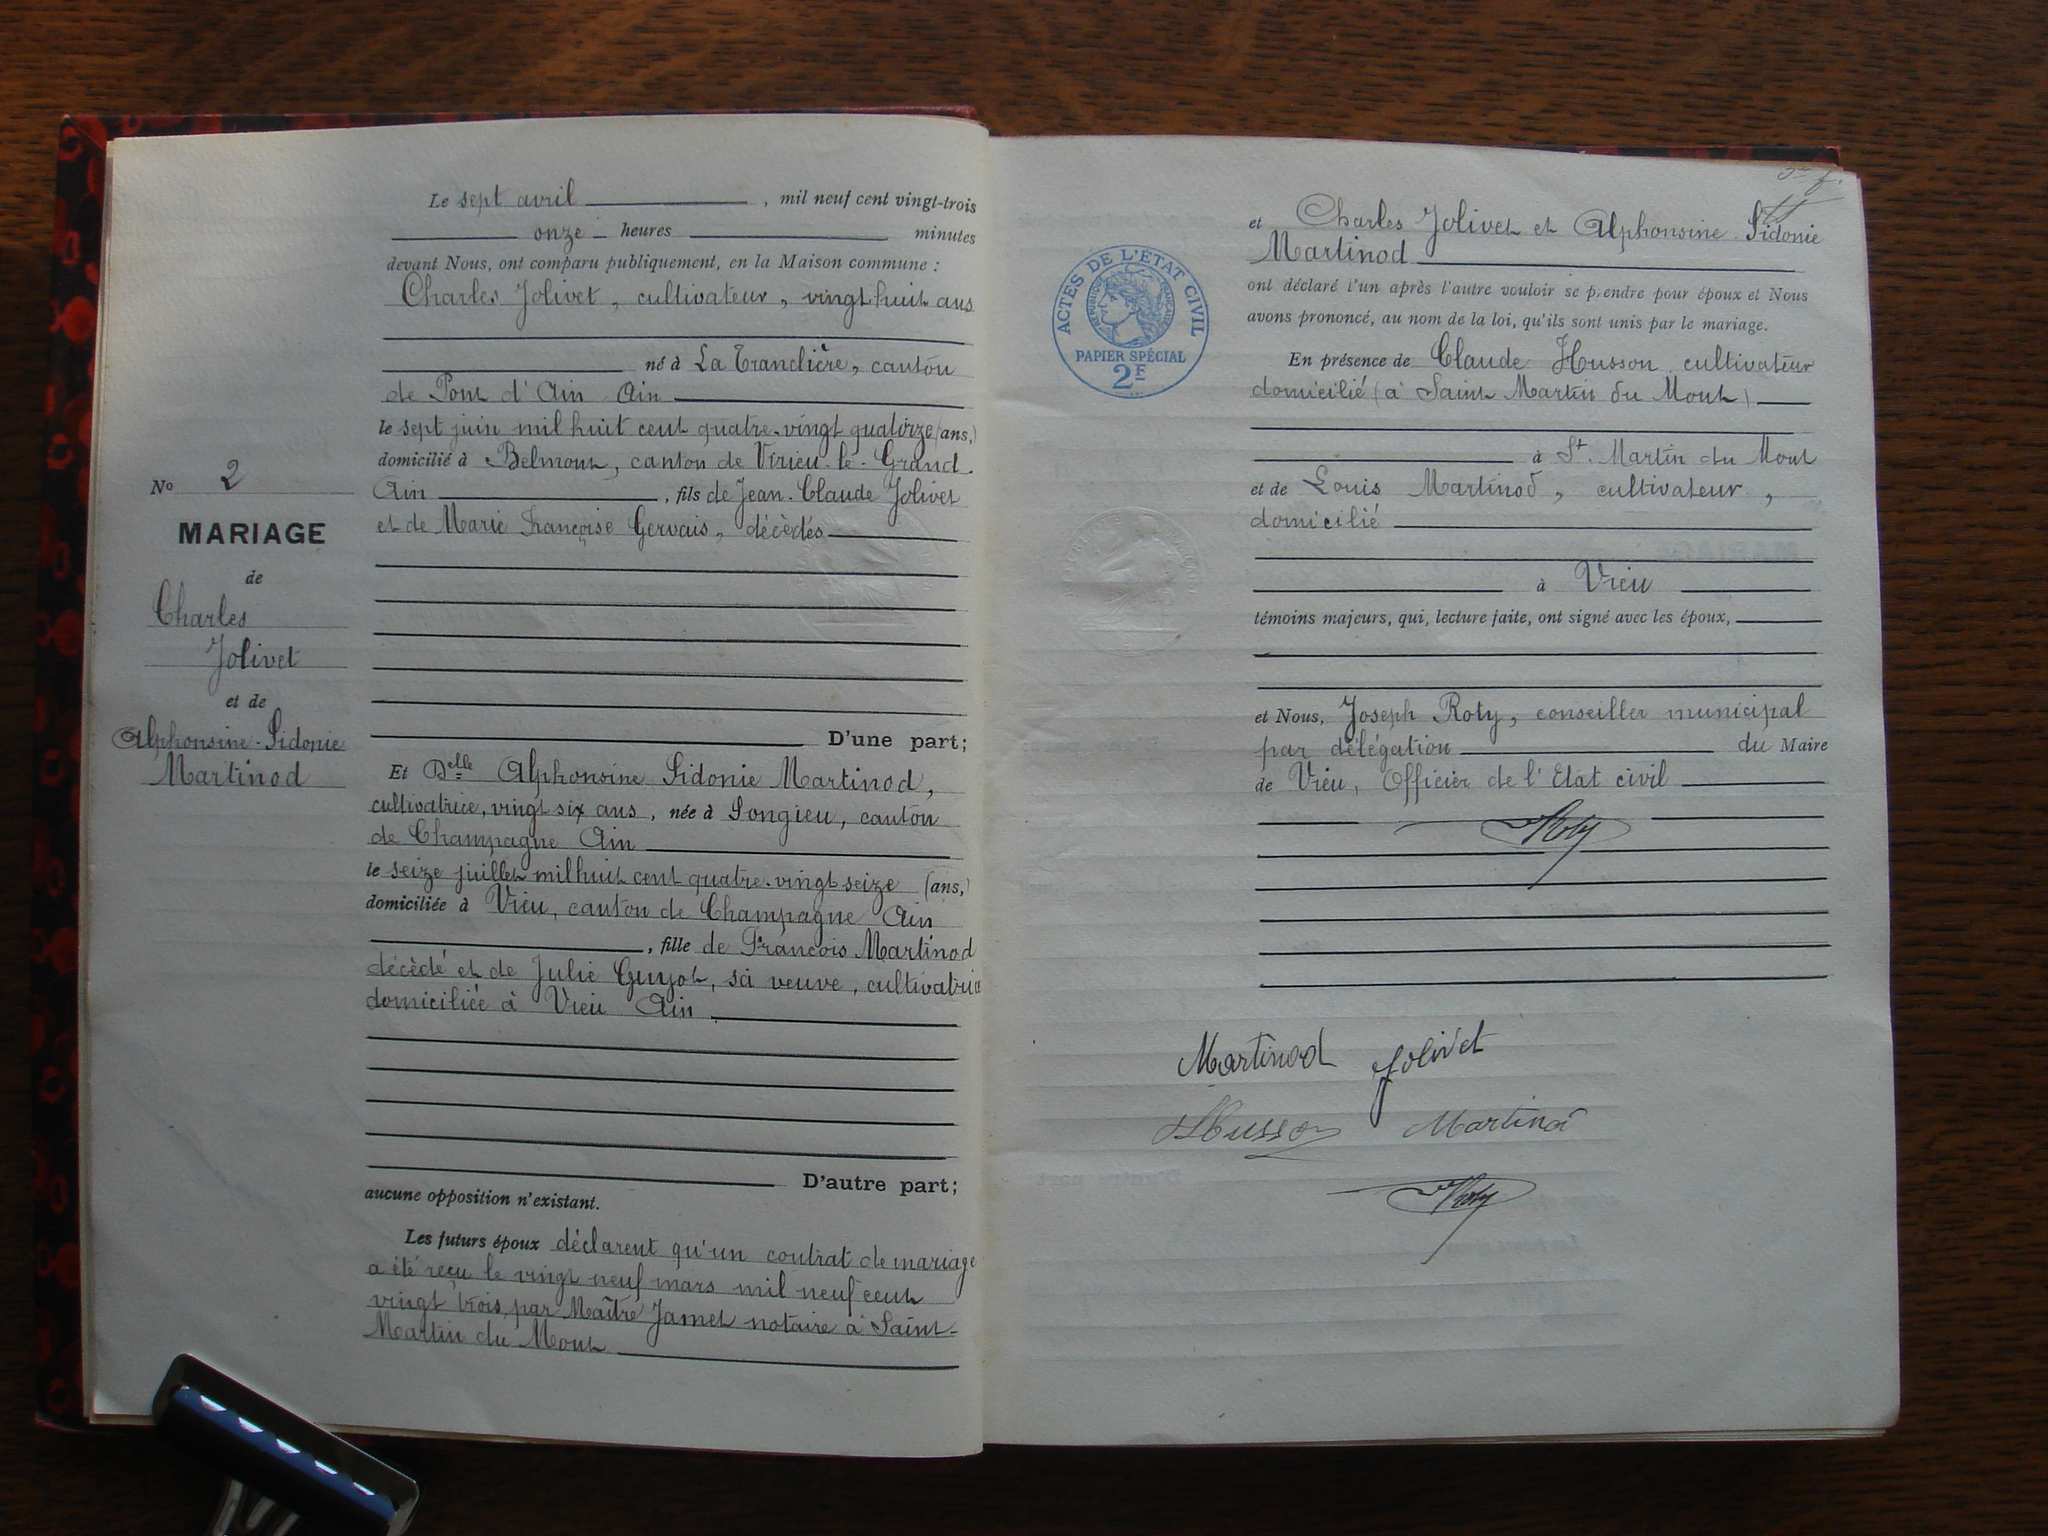 Le sept avril , mil neuf cent vingt-trois
onze heures minutes
devant Nous, ont comparu publiquement, en la Maison commune :
Charles Jolivet, cultivateur, vingt huit ans
né à La Tranclière, canton
de Pont d'Ain Ain
le sept juin mil huit cent quatre-vingt quatorze (ans,)
domicilié à Belmont, canton de Virieu-le-Grand
Ain , fils de Jean-Claude Jolivet
et de Marie Françoise Gervais, décédés
D'une part;
Et Delle Alphonsine Sidonie Martinod,
cultivatrice, vingt six ans, née à Songieu, canton
de Champagne Ain
le seize juillet mil huit cent quatre-vingt seize (ans,)
domiciliée à Vieu, canton de Champagne Ain
, fille de François Martinod
décédé et de Julie Guyot, sa veuve, cultivatrice
domiciliée à Vieu Ain
D'autre part;
aucune opposition n'existant.
Les futurs époux déclarent qu'un contrat de mariage
a été reçu le vingt neuf mars mil neuf cent
vingt trois, par Maître Jamet notaire à Saint-
Martin du Mont
No 2
MARIAGE
de
Charles
Jolivet
et de
Alphonsine-Sidonie
Martinod
ACTES DE L'ÉTAT CIVIL
RÉPUBLIQUE FRANÇAISE
PAPIER SPÉCIAL
2F
et Charles Jolivet et Alphonsine Sidonie
Martinod
ont déclaré l'un après l'autre vouloir se prendre pour époux et Nous
avons prononcé, au nom de la loi, qu'ils sont unis par le mariage.
En présence de Claude Husson cultivateur
domicilié (à Saint Martin du Mont)
à St. Martin du Mont
et de Louis Martinod, cultivateur,
domicilié
à Vieu
témoins majeurs, qui, lecture faite, ont signé avec les époux,
et Nous, Joseph Roty, conseiller municipal
par délégation du Maire
de Vieu, Officier de l'Etat civil
Roty
Martinod Jolivet
Husson Martinod
Roty